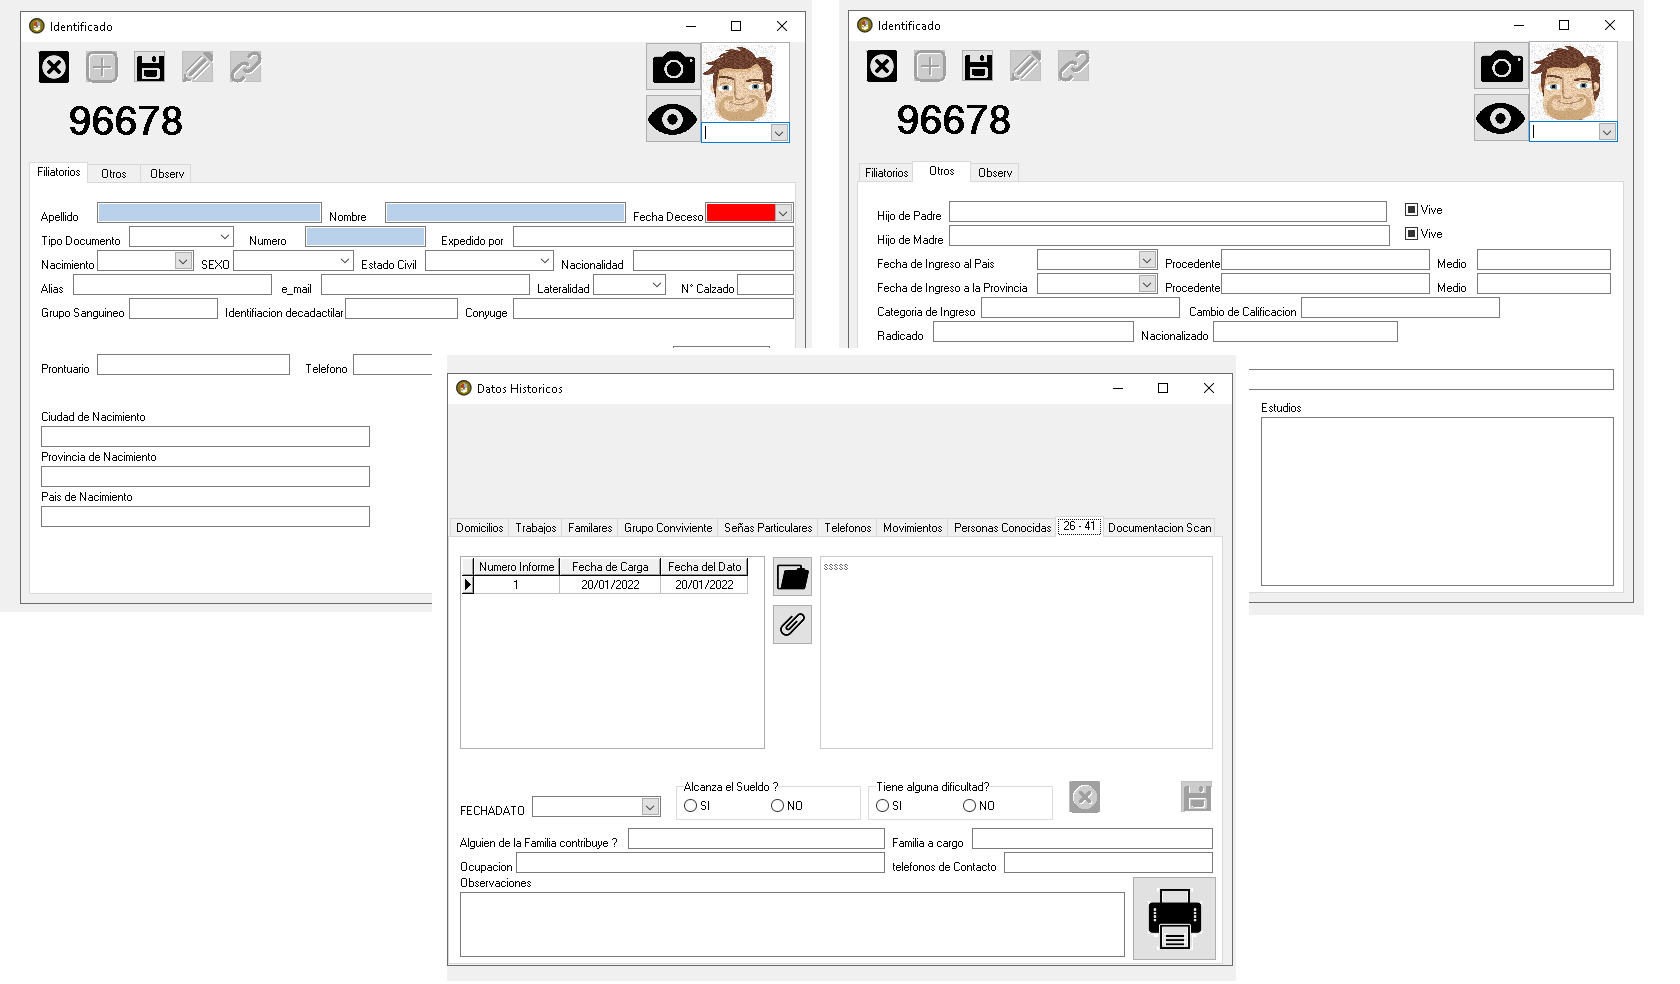 Identificado
96678
Filiatorios Otros Observ
Apellido Nombre Fecha Deceso
Tipo Documento Numero Expedido por
Nacimiento SEXO Estado Civil Nacionalidad
Alias e_mail Lateralidad N° Calzado
Grupo Sanguineo Identifiacion decadactilar Conyuge
Prontuario Telefono
Ciudad de Nacimiento
Provincia de Nacimiento
Pais de Nacimiento
Identificado
96678
Filiatorios Otros Observ
Hijo de Padre Vive
Hijo de Madre Vive
Fecha de Ingreso al Pais Procedente Medio
Fecha de Ingreso a la Provincia Procedente Medio
Categoria de Ingreso Cambio de Calificacion
Radicado Nacionalizado
Estudios
Datos Historicos
Domicilios Trabajos Familares Grupo Conviviente Señas Particulares Telefonos Movimientos Personas Conocidas 26 - 41 Documentacion Scan
Numero Informe Fecha de Carga Fecha del Dato
1 20/01/2022 20/01/2022
sssss
Alcanza el Sueldo ? Tiene alguna dificultad?
FECHADATO SI NO SI NO
Alguien de la Familia contribuye ? Familia a cargo
Ocupacion telefonos de Contacto
Observaciones